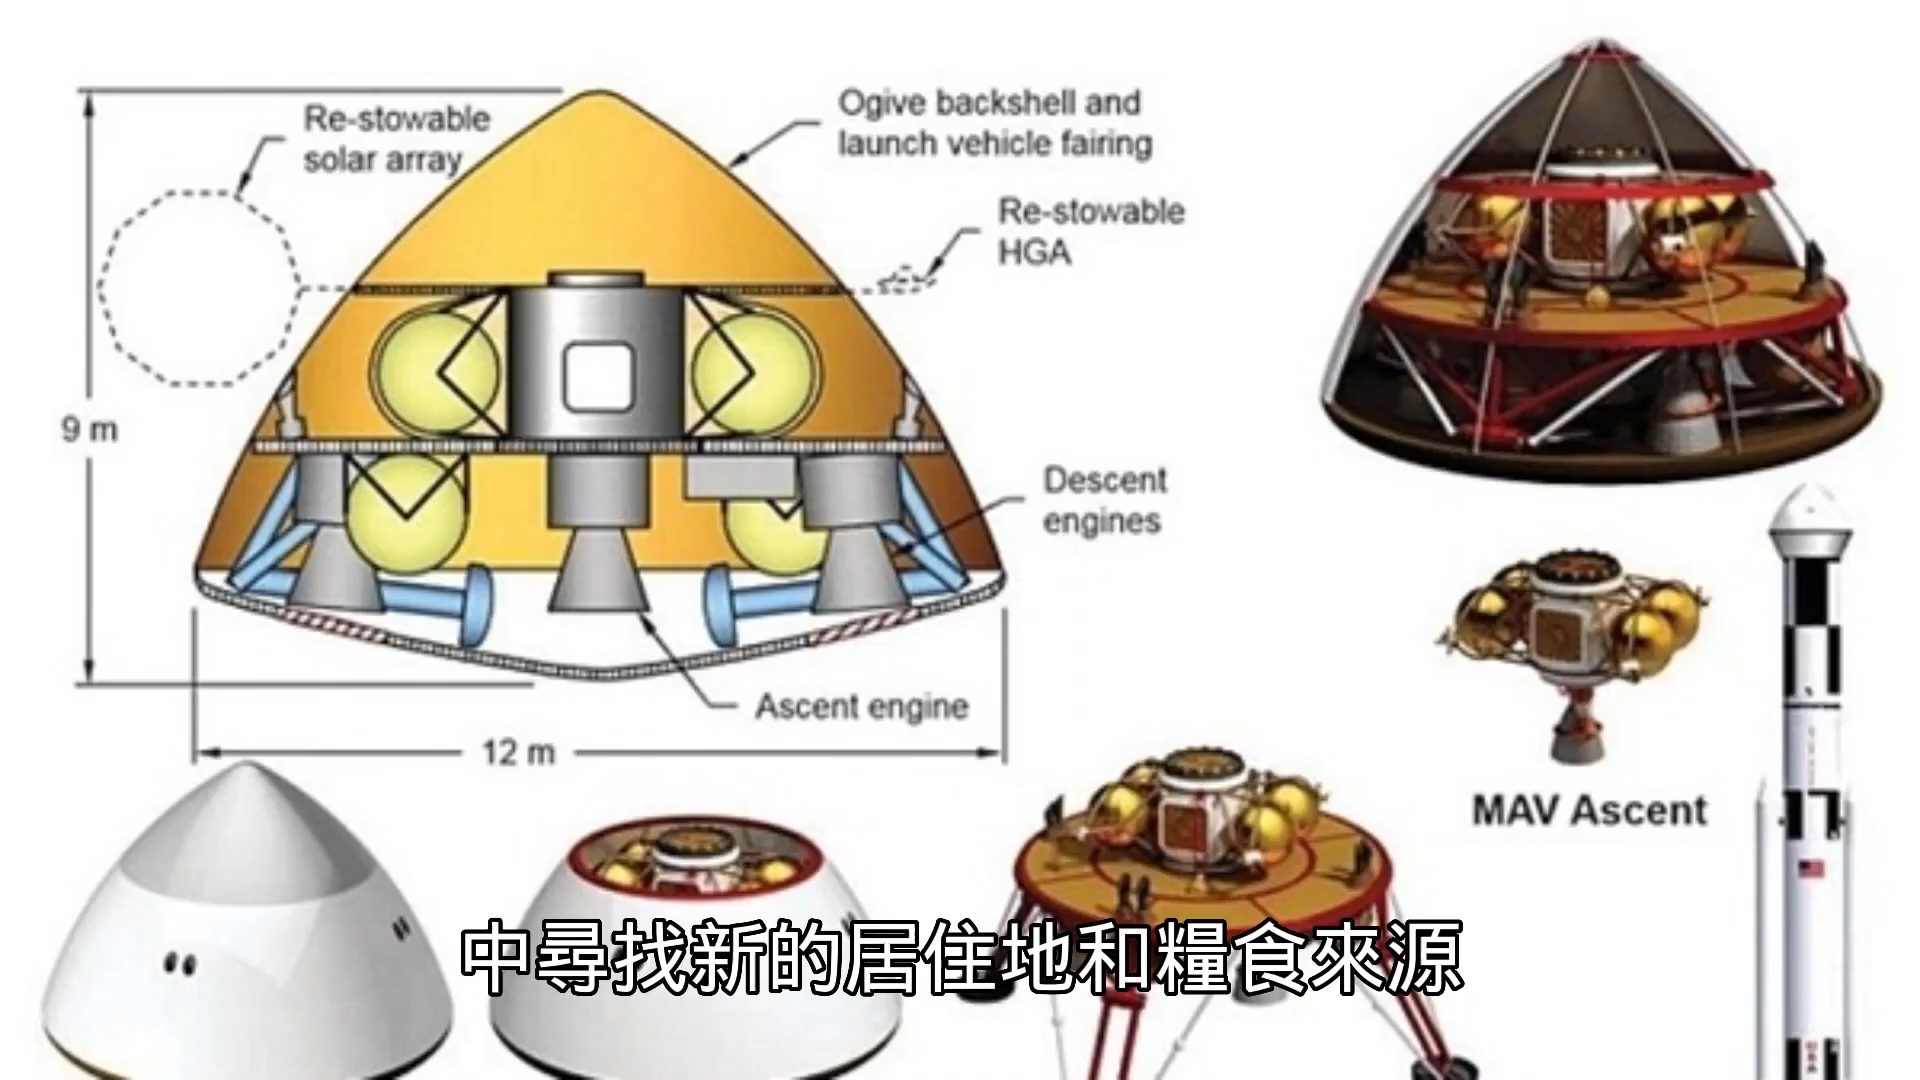 Re-stowable
solar array
Ogive backshell and
launch vehicle fairing
Re-stowable
HGA
9 m
Descent
engines
Ascent engine
12 m
MAV Ascent
中尋找新的居住地和糧食來源